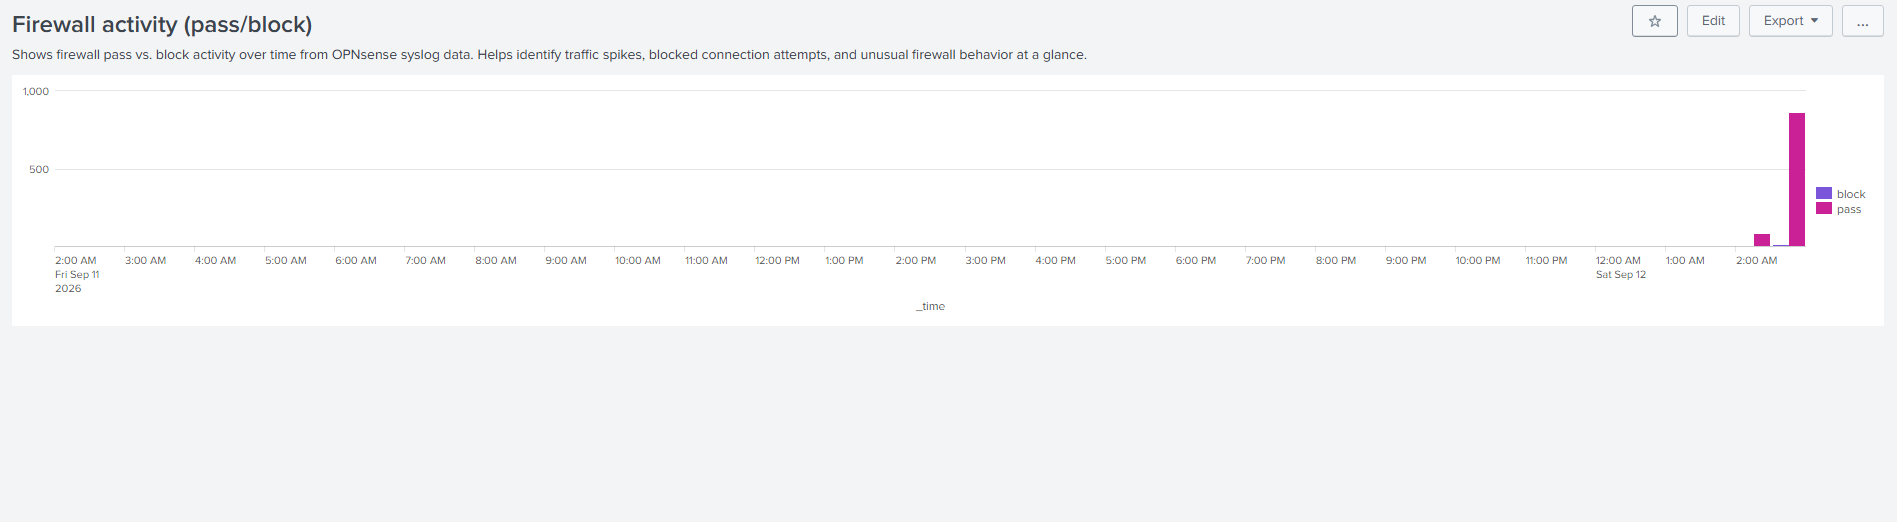 Firewall activity (pass/block)
Edit
Export
...
Shows firewall pass vs. block activity over time from OPNsense syslog data. Helps identify traffic spikes, blocked connection attempts, and unusual firewall behavior at a glance.
1,000
500
block
pass
2:00 AM 3:00 AM 4:00 AM 5:00 AM 6:00 AM 7:00 AM 8:00 AM 9:00 AM 10:00 AM 11:00 AM 12:00 PM 1:00 PM 2:00 PM 3:00 PM 4:00 PM 5:00 PM 6:00 PM 7:00 PM 8:00 PM 9:00 PM 10:00 PM 11:00 PM 12:00 AM 1:00 AM 2:00 AM
Fri Sep 11 Sat Sep 12
2026
_time